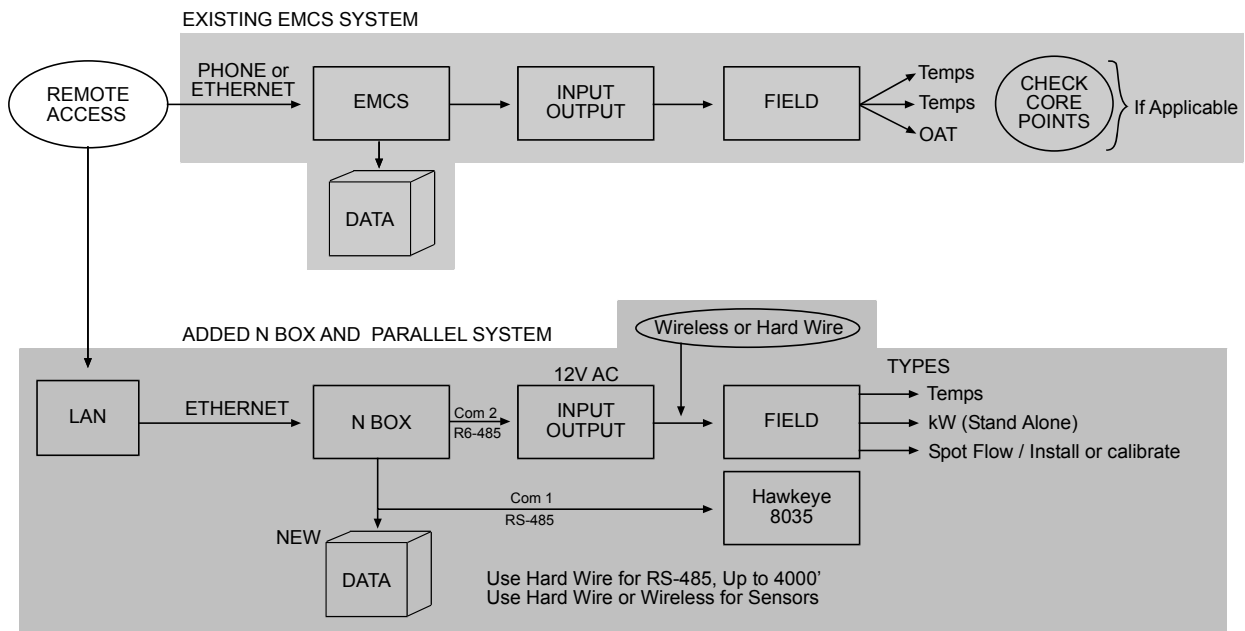 EXISTING EMCS SYSTEM
REMOTE
ACCESS
PHONE or
ETHERNET
EMCS
INPUT
OUTPUT
FIELD
Temps
Temps
OAT
CHECK
CORE
POINTS
If Applicable
DATA
ADDED N BOX AND PARALLEL SYSTEM
Wireless or Hard Wire
TYPES
LAN
ETHERNET
N BOX
Com 2
R6-485
12V AC
INPUT
OUTPUT
FIELD
Temps
kW (Stand Alone)
Spot Flow / Install or calibrate
Com 1
RS-485
Hawkeye
8035
NEW
DATA
Use Hard Wire for RS-485, Up to 4000’
Use Hard Wire or Wireless for Sensors